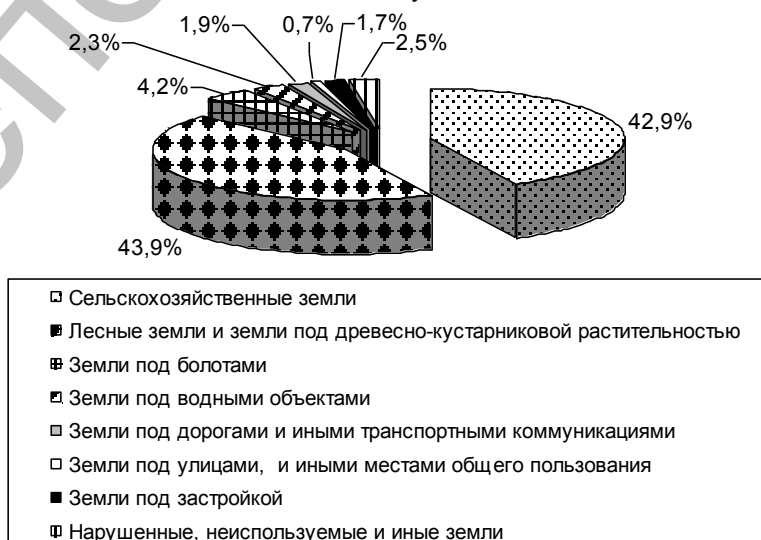 1,9%
0,7%
1,7%
2,3%
2,5%
4,2%
42,9%
43,9%
Сельскохозяйственные земли
Лесные земли и земли под древесно-кустарниковой растительностью
Земли под болотами
Земли под водными объектами
Земли под дорогами и иными транспортными коммуникациями
Земли под улицами, и иными местами общего пользования
Земли под застройкой
Нарушенные, неиспользуемые и иные земли